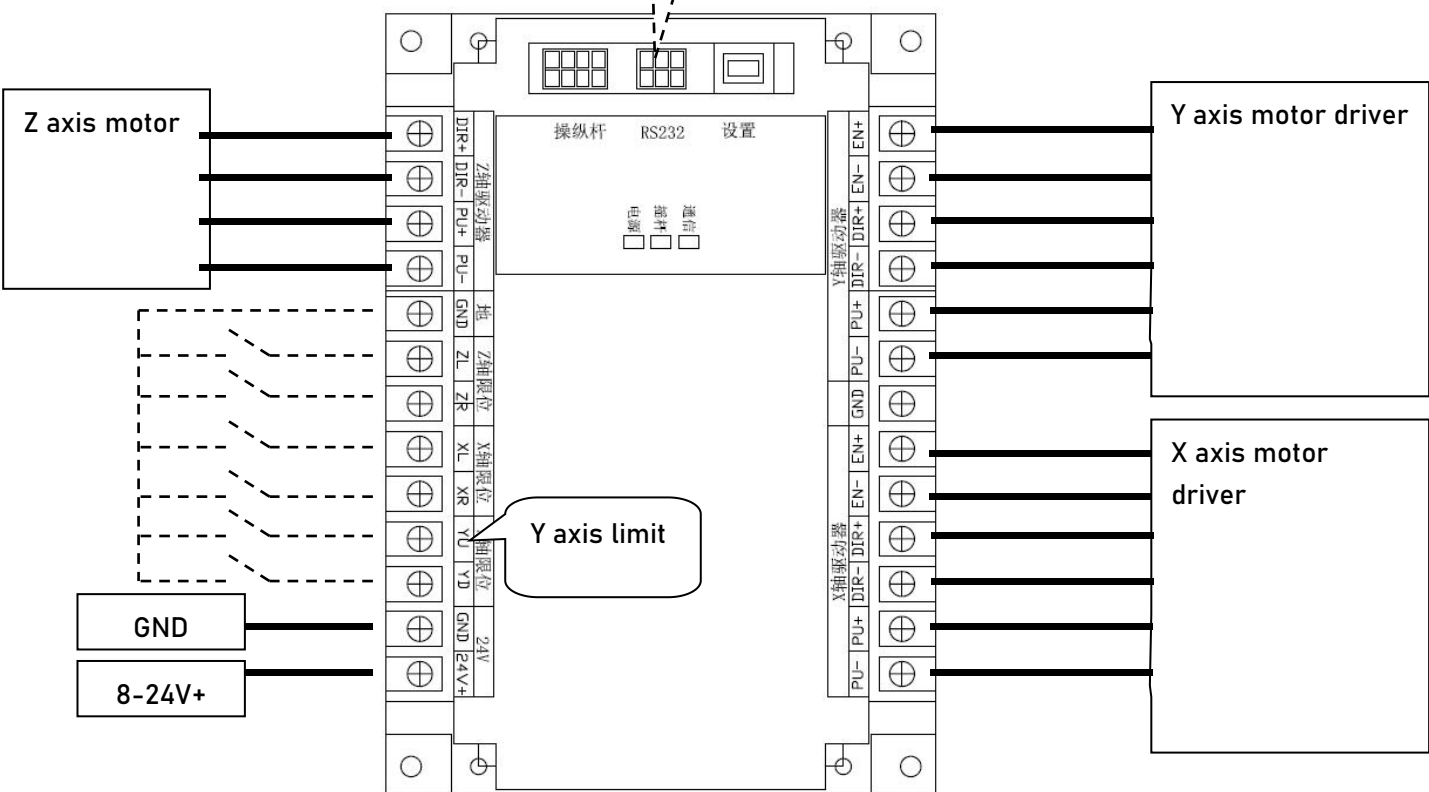 操纵杆 RS232 设置
电源 摇杆 通信
Z axis motor
DIR+
DIR-
PU+
PU-
Z轴驱动器
GND
地
ZL
ZR
Z轴限位
XL
XR
X轴限位
YU
YD
轴限位
GND
24V+
24V
Y axis limit
GND
8-24V+
EN+
EN-
DIR+
DIR-
PU+
PU-
Y轴驱动器
GND
EN+
EN-
DIR+
DIR-
PU+
PU-
X轴驱动器
Y axis motor driver
X axis motor
driver